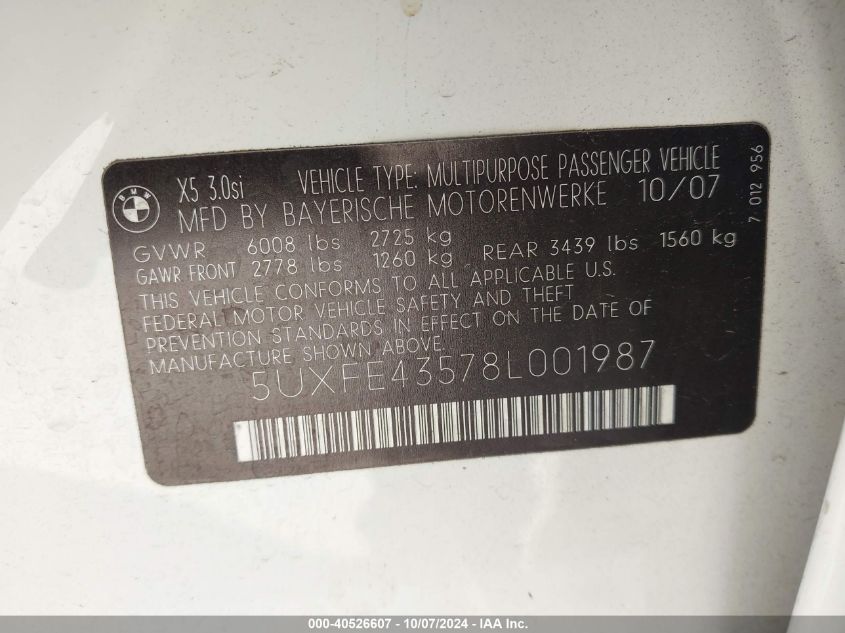 BMW
X5 3.0si VEHICLE TYPE: MULTIPURPOSE PASSENGER VEHICLE
MFD BY BAYERISCHE MOTORENWERKE 10/07
GVWR 6008 lbs 2725 kg
GAWR FRONT 2778 lbs 1260 kg REAR 3439 lbs 1560 kg
THIS VEHICLE CONFORMS TO ALL APPLICABLE U.S.
FEDERAL MOTOR VEHICLE SAFETY AND THEFT
PREVENTION STANDARDS IN EFFECT ON THE DATE OF
MANUFACTURE SHOWN ABOVE.
5UXFE43578L001987
7 012 956
000-40526607 - 10/07/2024 - IAA Inc.